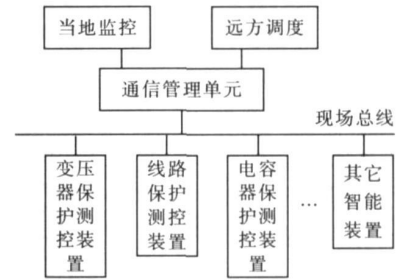 当地监控
远方调度
通信管理单元
现场总线
变压
器保
护测
控装
置
线路
保护
测控
装置
电容
器保
护测
控装
置
…
其它
智能
装置